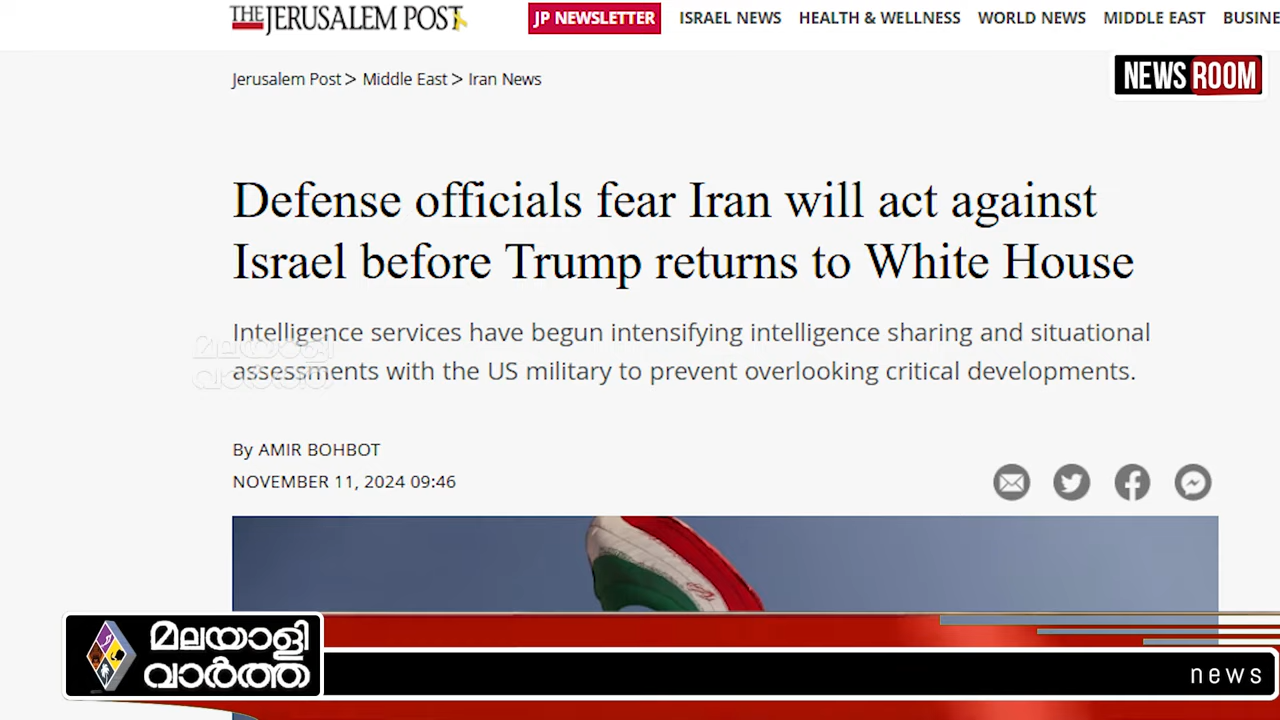 THE JERUSALEM POST
JP NEWSLETTER ISRAEL NEWS HEALTH & WELLNESS WORLD NEWS MIDDLE EAST BUSINE
Jerusalem Post > Middle East > Iran News
NEWS ROOM
Defense officials fear Iran will act against
Israel before Trump returns to White House
Intelligence services have begun intensifying intelligence sharing and situational
assessments with the US military to prevent overlooking critical developments.
മലയാളി
വാർത്ത
By AMIR BOHBOT
NOVEMBER 11, 2024 09:46
മലയാളി
വാർത്ത
news